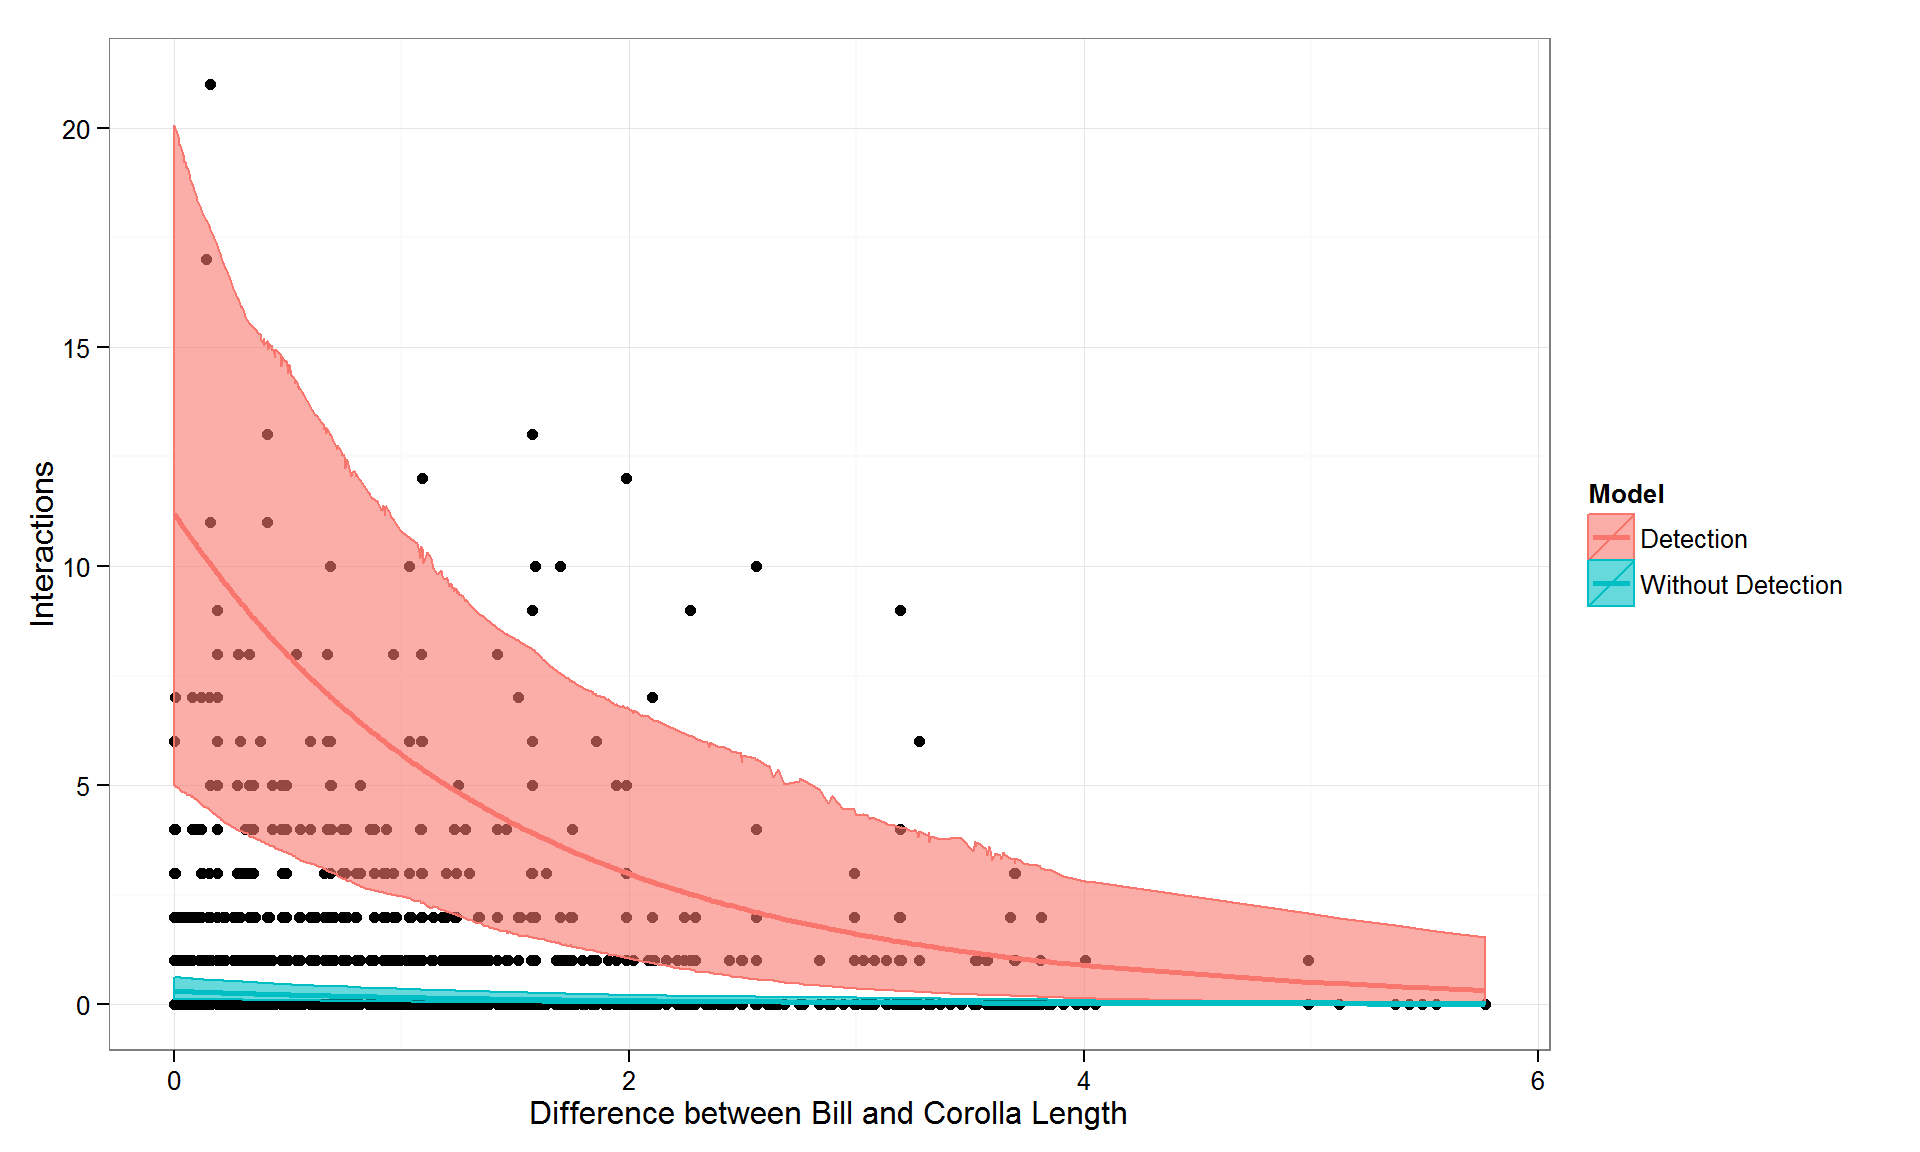 20
15
10
5
0
Interactions
0 2 4 6
Difference between Bill and Corolla Length
Model
Detection
Without Detection